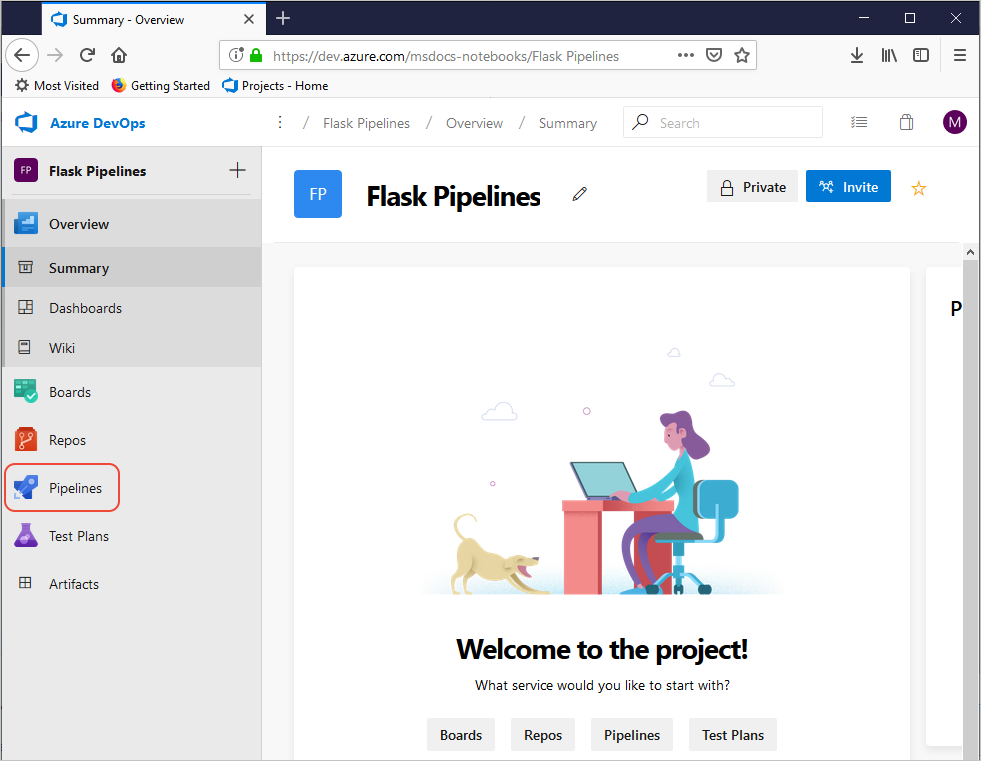 Summary - Overview
https://dev.azure.com/msdocs-notebooks/Flask Pipelines
Most Visited Getting Started Projects - Home
Azure DevOps / Flask Pipelines / Overview / Summary Search M
FP Flask Pipelines
Overview
Summary
Dashboards
Wiki
Boards
Repos
Pipelines
Test Plans
Artifacts
FP Flask Pipelines Private Invite
P
Welcome to the project!
What service would you like to start with?
Boards Repos Pipelines Test Plans